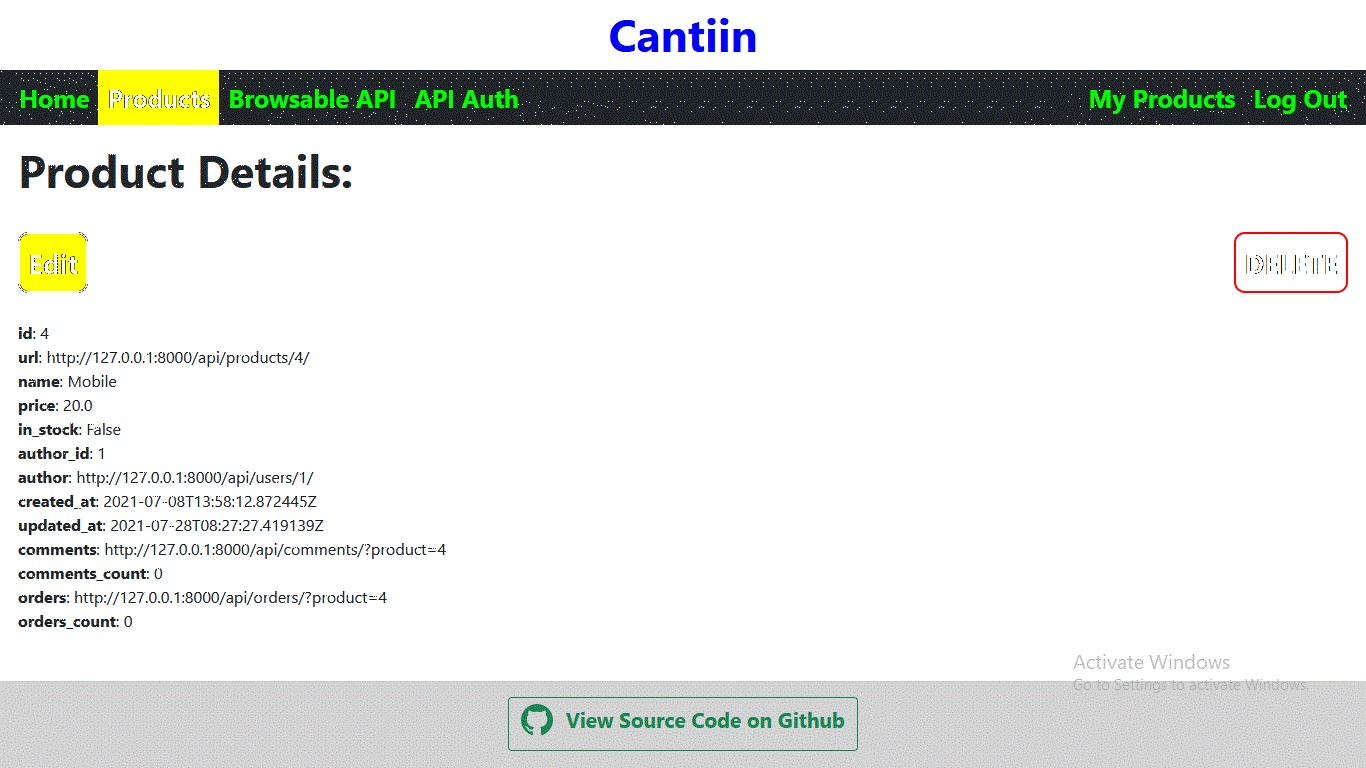 Cantiin
Home Products Browsable API API Auth My Products Log Out
Product Details:
Edit DELETE
id: 4
url: http://127.0.0.1:8000/api/products/4/
name: Mobile
price: 20.0
in_stock: False
author_id: 1
author: http://127.0.0.1:8000/api/users/1/
created_at: 2021-07-08T13:58:12.872445Z
updated_at: 2021-07-28T08:27:27.419139Z
comments: http://127.0.0.1:8000/api/comments/?product=4
comments_count: 0
orders: http://127.0.0.1:8000/api/orders/?product=4
orders_count: 0
Activate Windows
Go to Settings to activate Windows.
View Source Code on Github